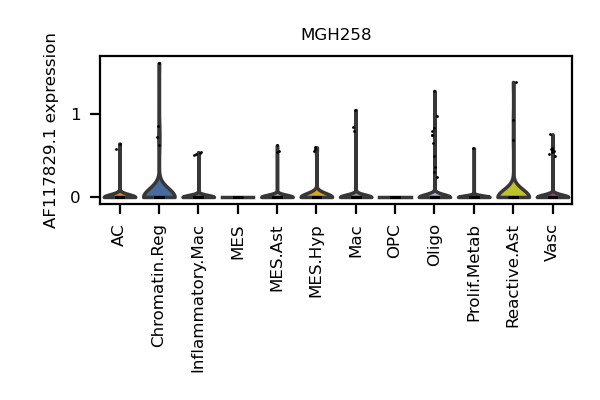 MGH258
AF117829.1 expression
1
0
AC
Chromatin.Reg
Inflammatory.Mac
MES
MES.Ast
MES.Hyp
Mac
OPC
Oligo
Prolif.Metab
Reactive.Ast
Vasc